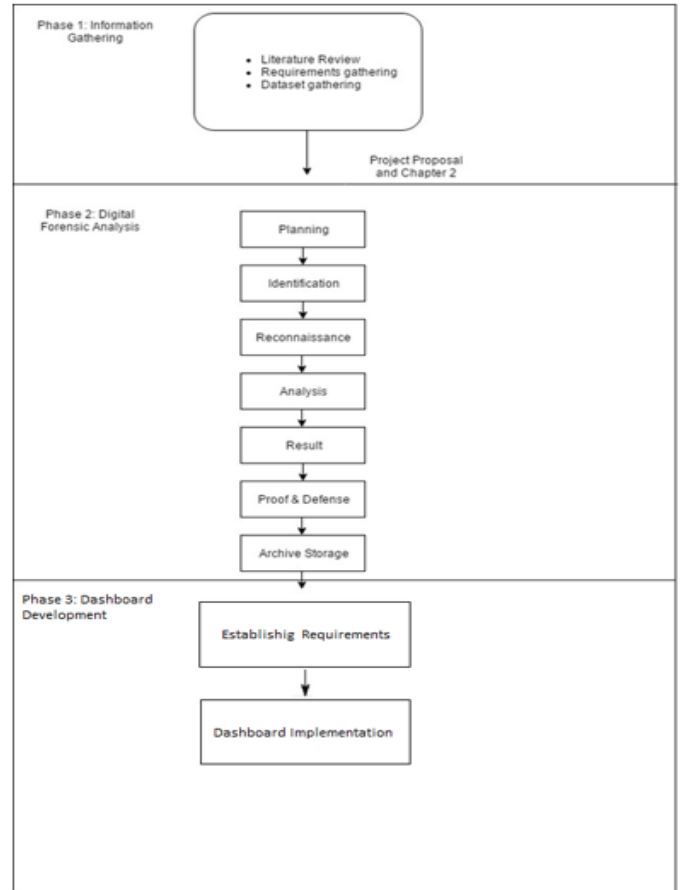 Phase 1: Information
Gathering
• Literature Review
• Requirements gathering
• Dataset gathering
Project Proposal
and Chapter 2
Phase 2: Digital
Forensic Analysis
Planning
Identification
Reconnaissance
Analysis
Result
Proof & Defense
Archive Storage
Phase 3: Dashboard
Development
Establishig Requirements
Dashboard Implementation